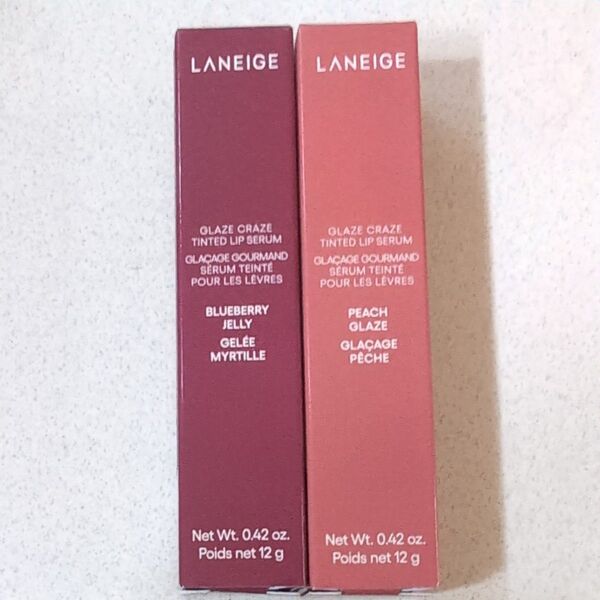 LANEIGE
GLAZE CRAZE
TINTED LIP SERUM
GLAÇAGE GOURMAND
SÉRUM TEINTÉ
POUR LES LÈVRES
BLUEBERRY
JELLY
GELÉE
MYRTILLE
Net Wt. 0.42 oz.
Poids net 12 g
LANEIGE
GLAZE CRAZE
TINTED LIP SERUM
GLAÇAGE GOURMAND
SÉRUM TEINTÉ
POUR LES LÈVRES
PEACH
GLAZE
GLAÇAGE
PÊCHE
Net Wt. 0.42 oz.
Poids net 12 g